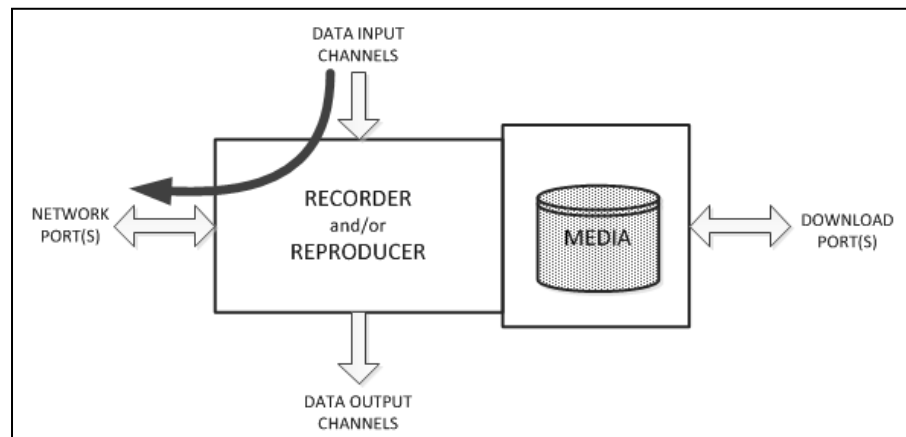 DATA INPUT
CHANNELS
NETWORK
PORT(S)
RECORDER
and/or
REPRODUCER
MEDIA
DOWNLOAD
PORT(S)
DATA OUTPUT
CHANNELS